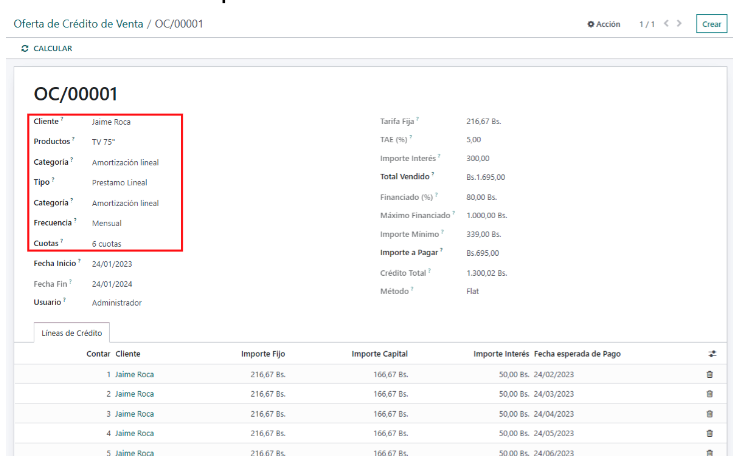 Oferta de Crédito de Venta / OC/00001
Acción 1 / 1 Crear
CALCULAR
OC/00001
Cliente ? Jaime Roca
Productos ? TV 75"
Categoría ? Amortización lineal
Tipo ? Prestamo Lineal
Categoría ? Amortización lineal
Frecuencia ? Mensual
Cuotas ? 6 cuotas
Fecha Inicio ? 24/01/2023
Fecha Fin ? 24/01/2024
Usuario ? Administrador
Tarifa Fija ? 216,67 Bs.
TAE (%) ? 5,00
Importe Interés ? 300,00
Total Vendido ? Bs.1.695,00
Financiado (%) ? 80,00 Bs.
Máximo Financiado ? 1.000,00 Bs.
Importe Mínimo ? 339,00 Bs.
Importe a Pagar ? Bs.695,00
Crédito Total ? 1.300,02 Bs.
Método ? Flat
Líneas de Crédito
Contar Cliente Importe Fijo Importe Capital Importe Interés Fecha esperada de Pago
1 Jaime Roca 216,67 Bs. 166,67 Bs. 50,00 Bs. 24/02/2023
2 Jaime Roca 216,67 Bs. 166,67 Bs. 50,00 Bs. 24/03/2023
3 Jaime Roca 216,67 Bs. 166,67 Bs. 50,00 Bs. 24/04/2023
4 Jaime Roca 216,67 Bs. 166,67 Bs. 50,00 Bs. 24/05/2023
5 Jaime Roca 216,67 Bs. 166,67 Bs. 50,00 Bs. 24/06/2023